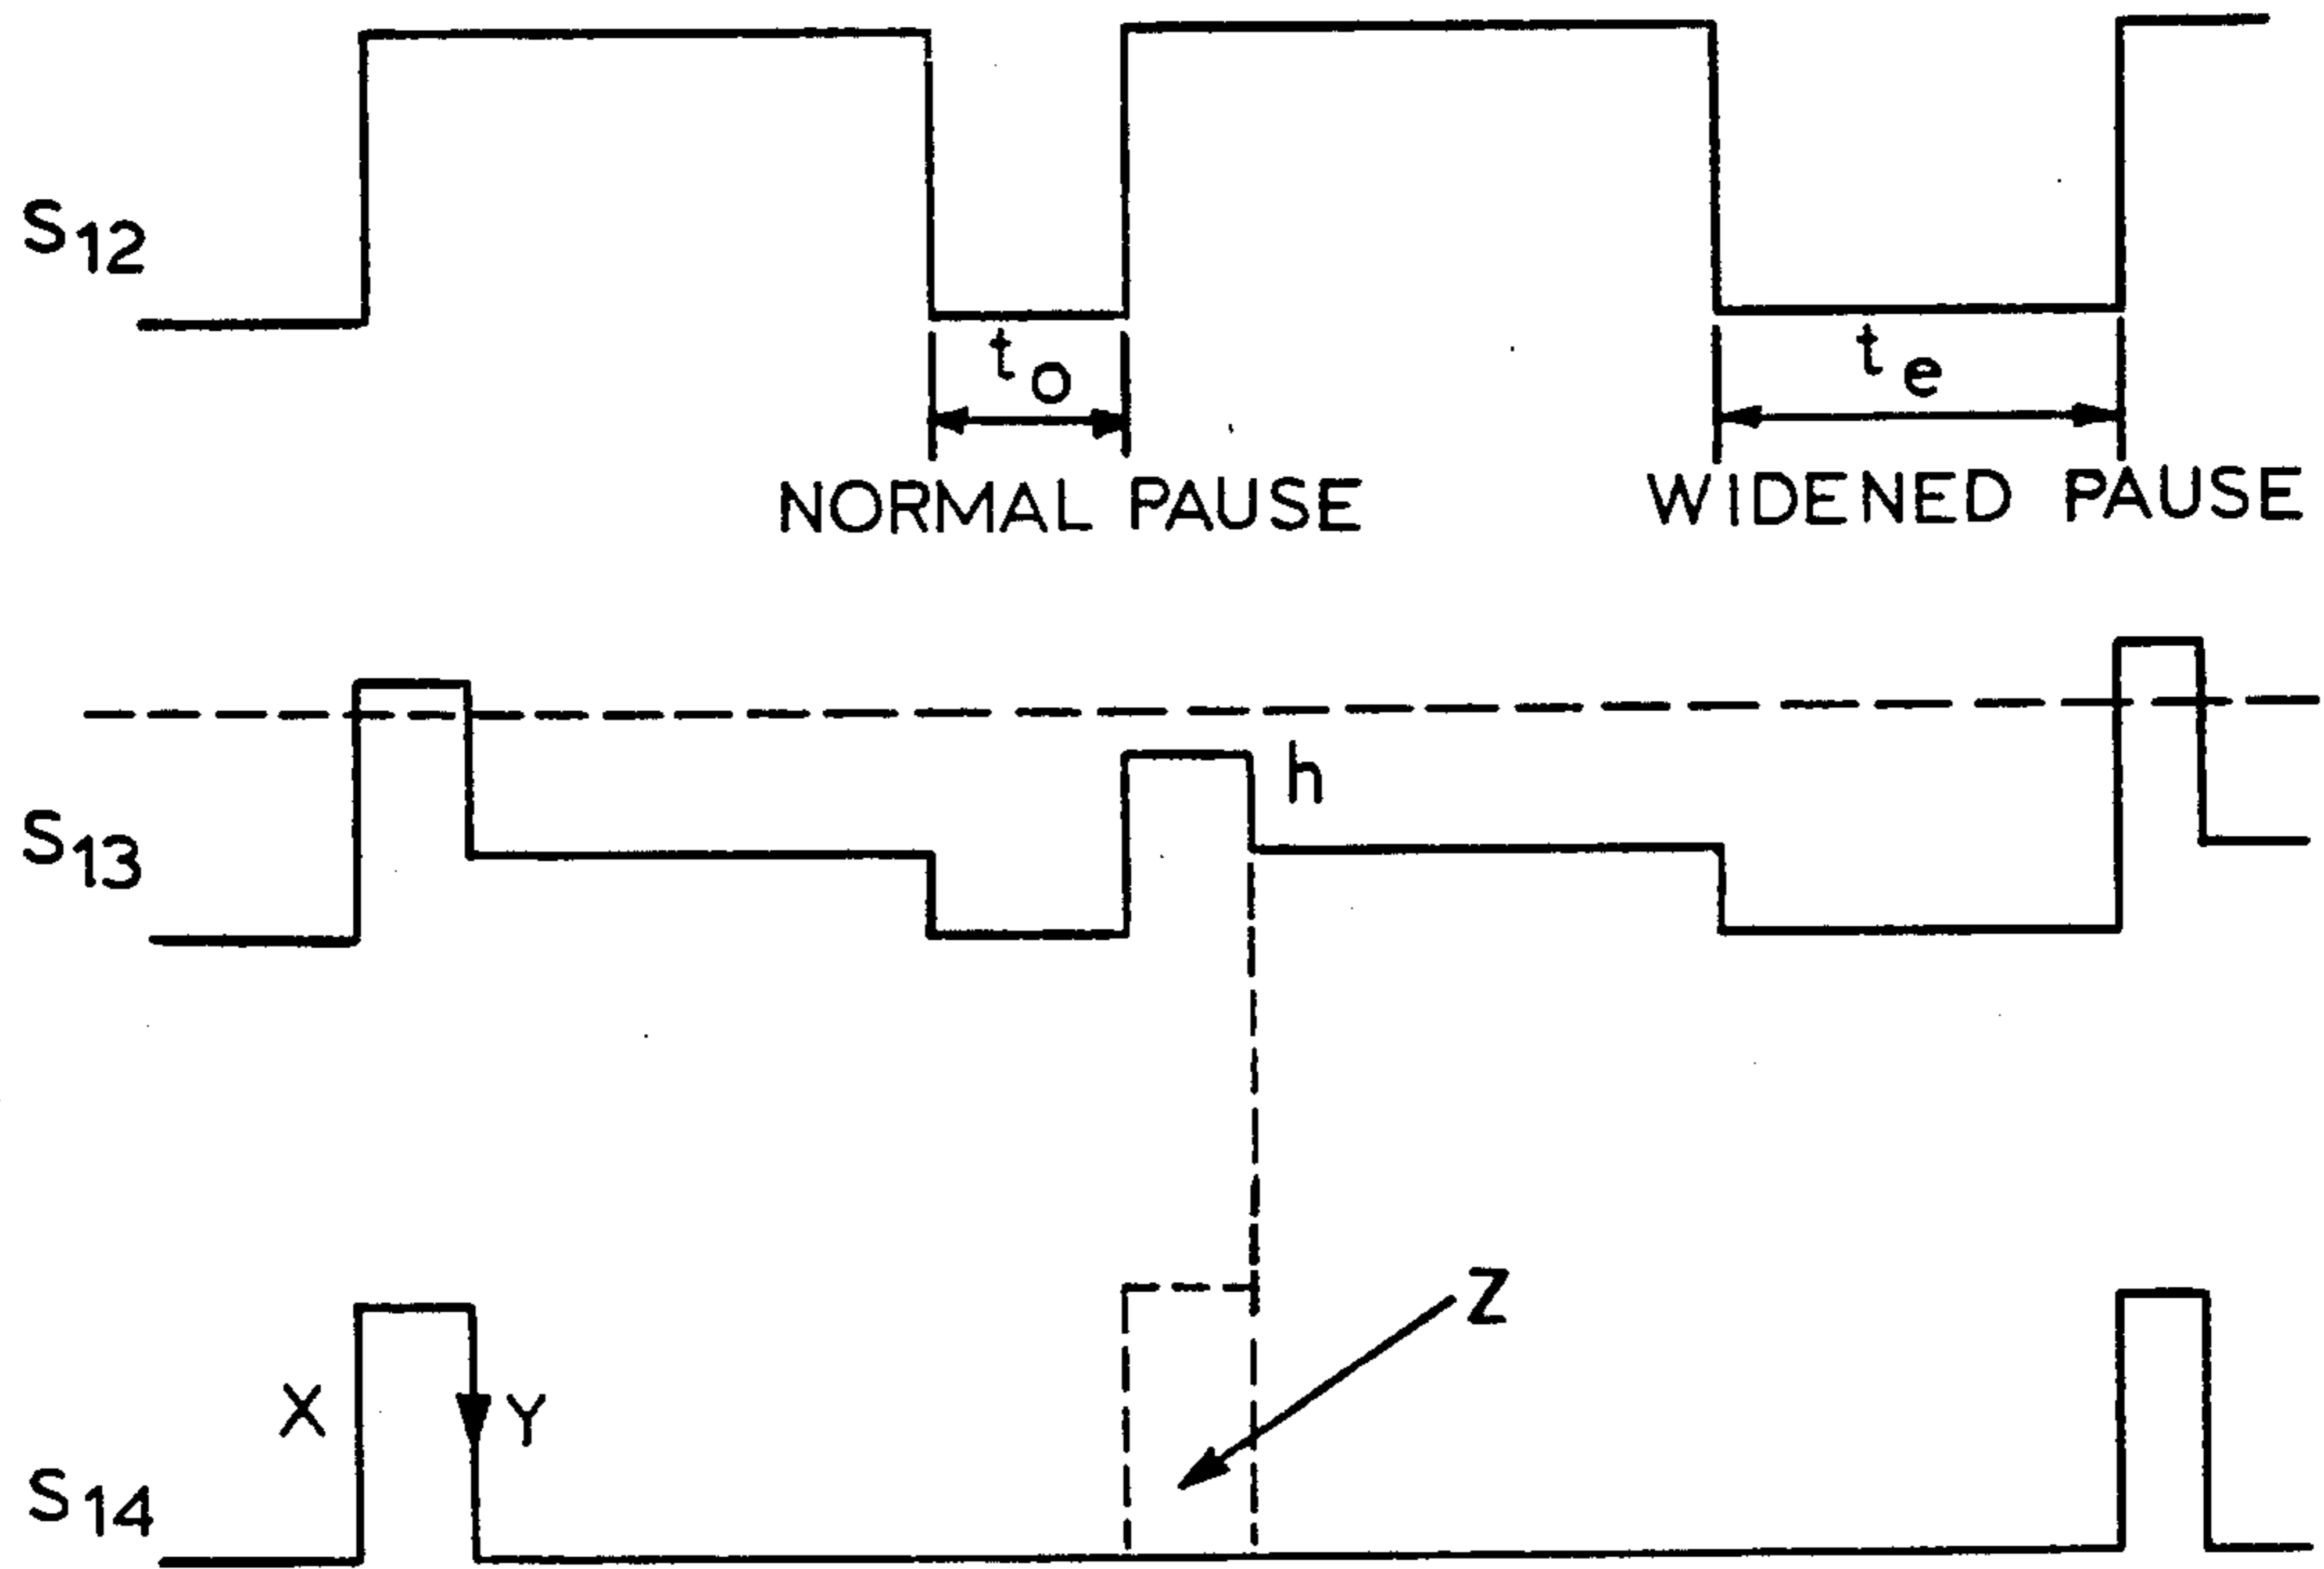 S12
to
te
NORMAL PAUSE
WIDENED PAUSE
h
S13
Z
X
Y
S14